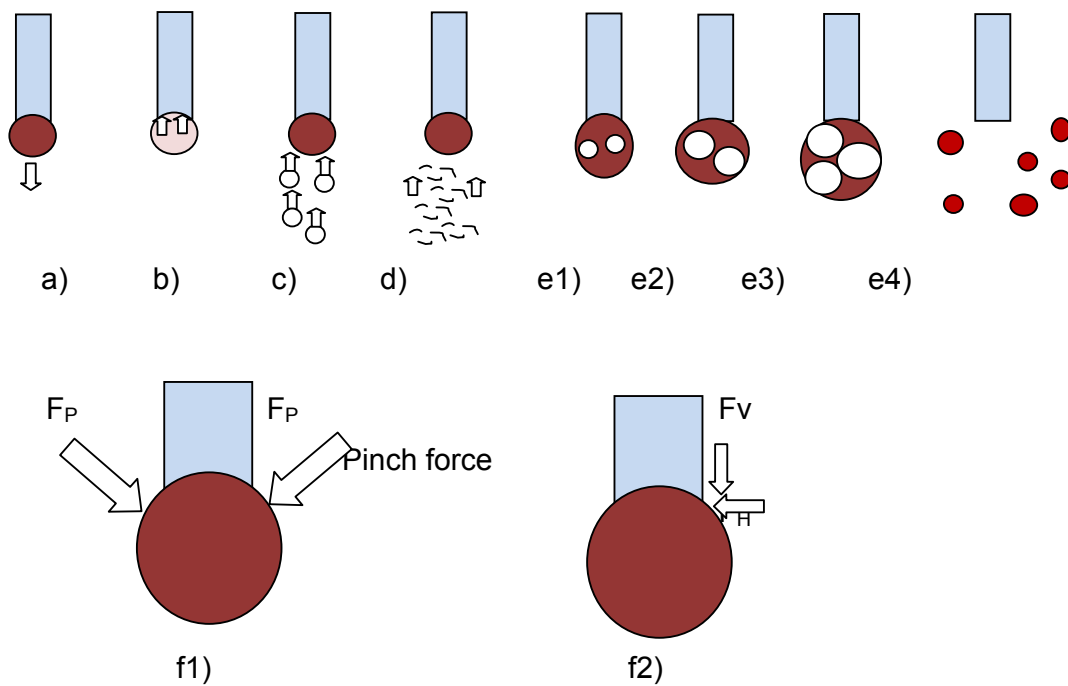 a) b) c) d) e1) e2) e3) e4)
FP FP Fv
Pinch force
H
f1) f2)